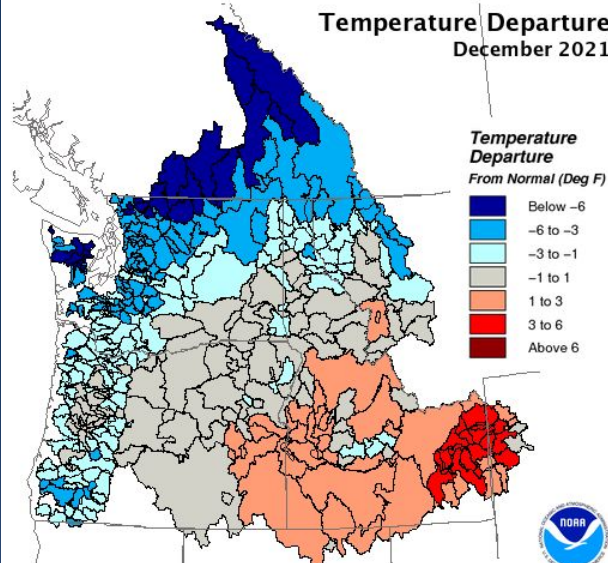 Temperature Departure
December 2021
Temperature
Departure
From Normal (Deg F)
Below -6
-6 to -3
-3 to -1
-1 to 1
1 to 3
3 to 6
Above 6
NOAA